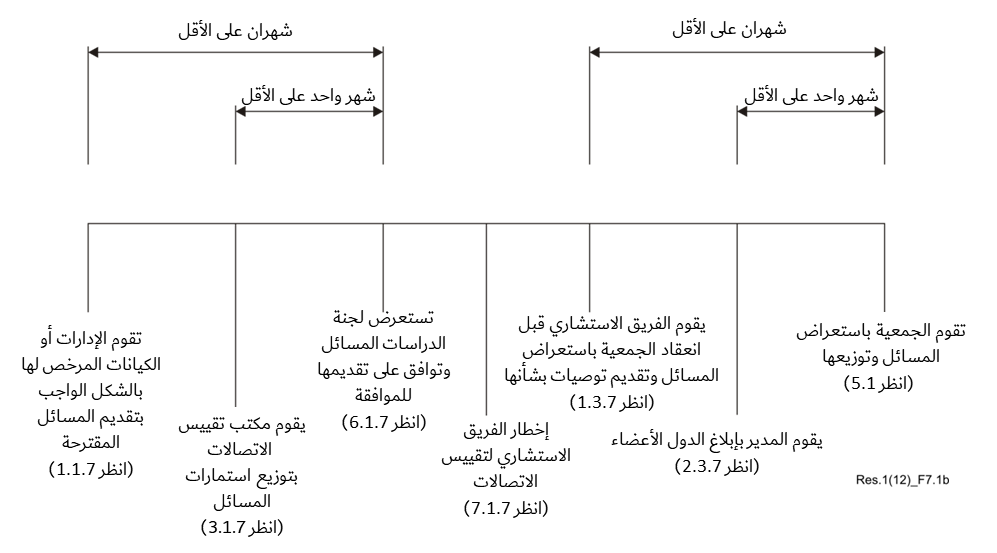 شهران على الأقل
شهران على الأقل
شهر واحد على الأقل
شهر واحد على الأقل
تقوم الإدارات أو
الكيانات المرخص لها
بالشكل الواجب
بتقديم المسائل
المقترحة
(انظر 1.1.7)
يقوم مكتب تقييس
الاتصالات
بتوزيع استمارات
المسائل
(انظر 3.1.7)
تستعرض لجنة
الدراسات المسائل
وتوافق على تقديمها
للموافقة
(انظر 6.1.7)
إخطار الفريق
الاستشاري لتقييس
الاتصالات
(انظر 7.1.7)
يقوم الفريق الاستشاري قبل
انعقاد الجمعية باستعراض
المسائل وتقديم توصيات بشأنها
(انظر 1.3.7)
يقوم المدير بإبلاغ الدول الأعضاء
(انظر 2.3.7)
تقوم الجمعية باستعراض
المسائل وتوزيعها
(انظر 5.1)
Res.1(12)_F7.1b